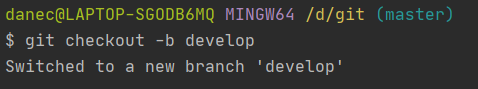 danec@LAPTOP-SGODB6MQ MINGW64 /d/git (master)
$ git checkout -b develop
Switched to a new branch 'develop'